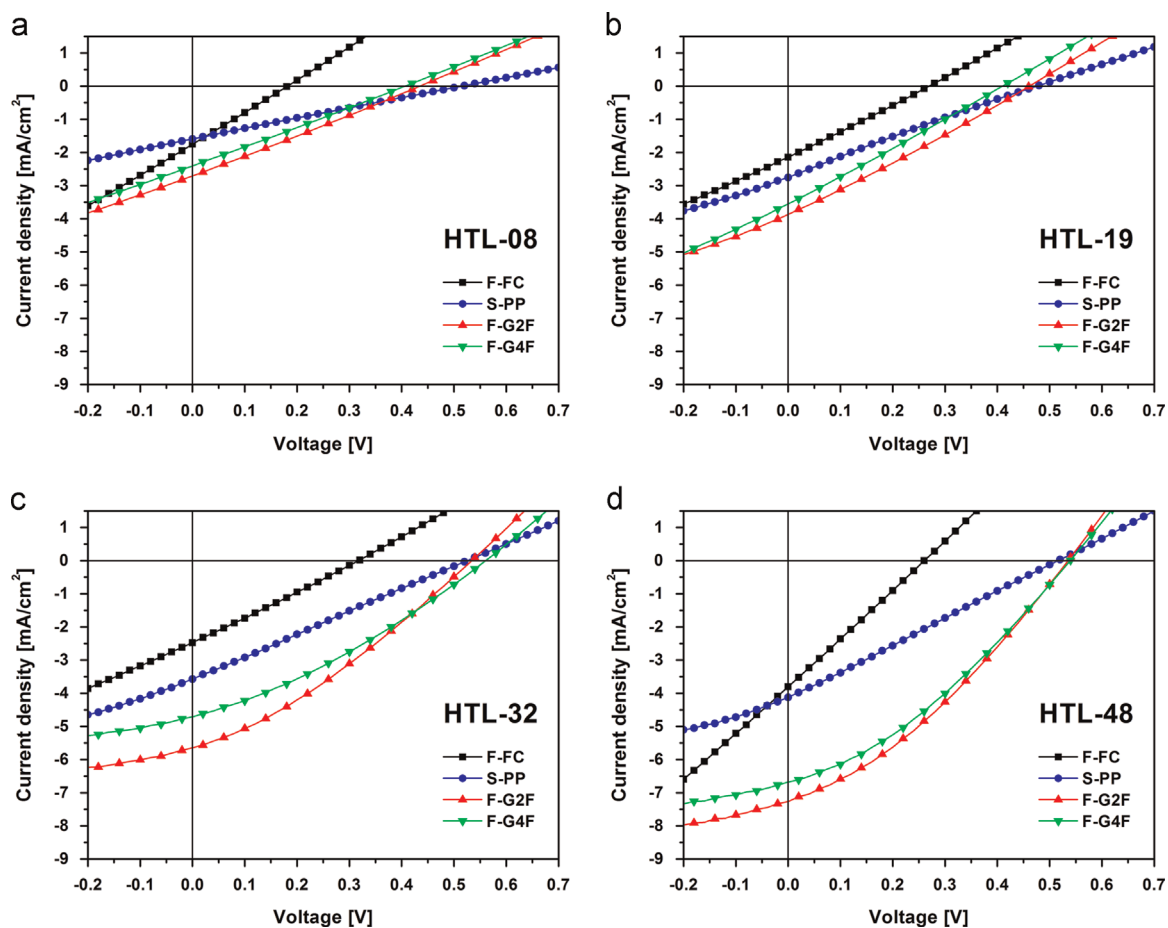 a
b
1
0
-1
-2
-3
-4
-5
-6
-7
-8
-9
Current density [mA/cm²]
HTL-08
F-FC
S-PP
F-G2F
F-G4F
-0.2 -0.1 0.0 0.1 0.2 0.3 0.4 0.5 0.6 0.7
Voltage [V]
1
0
-1
-2
-3
-4
-5
-6
-7
-8
-9
Current density [mA/cm²]
HTL-19
F-FC
S-PP
F-G2F
F-G4F
-0.2 -0.1 0.0 0.1 0.2 0.3 0.4 0.5 0.6 0.7
Voltage [V]
c
d
1
0
-1
-2
-3
-4
-5
-6
-7
-8
-9
Current density [mA/cm²]
HTL-32
F-FC
S-PP
F-G2F
F-G4F
-0.2 -0.1 0.0 0.1 0.2 0.3 0.4 0.5 0.6 0.7
Voltage [V]
1
0
-1
-2
-3
-4
-5
-6
-7
-8
-9
Current density [mA/cm²]
HTL-48
F-FC
S-PP
F-G2F
F-G4F
-0.2 -0.1 0.0 0.1 0.2 0.3 0.4 0.5 0.6 0.7
Voltage [V]